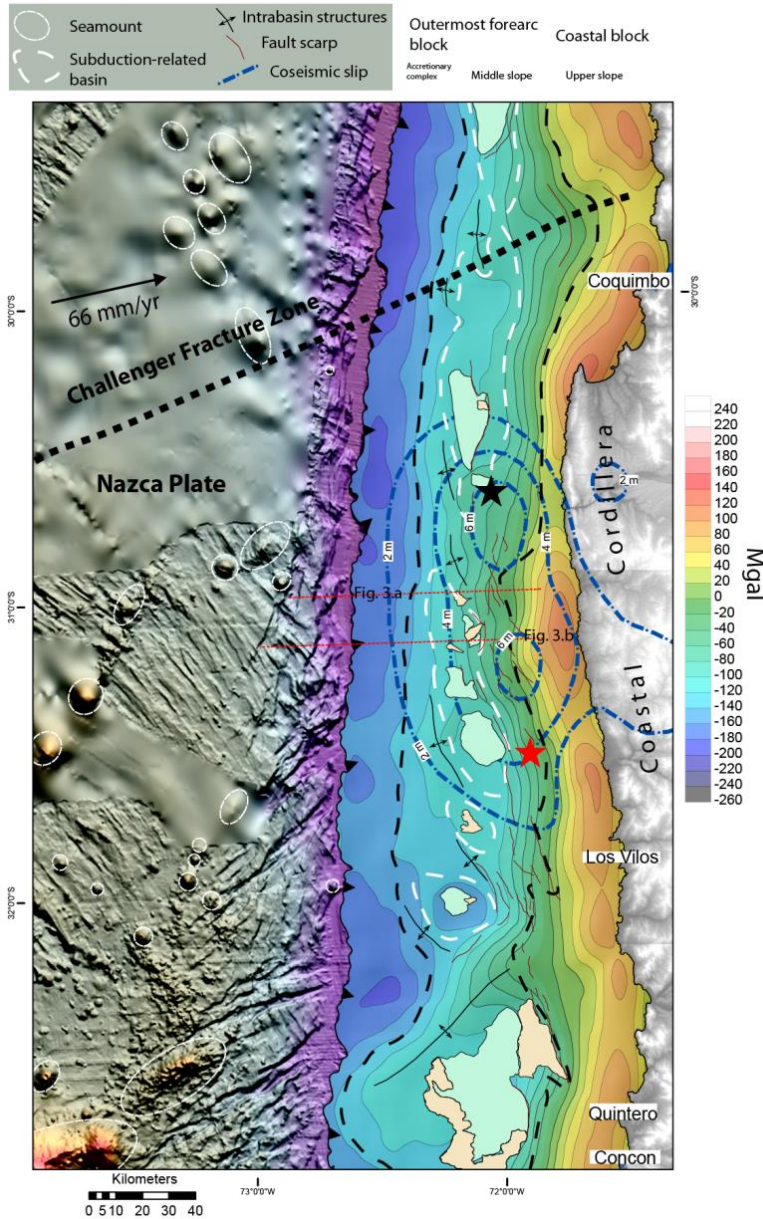 Seamount
Subduction-related
basin
Intrabasin structures
Fault scarp
Coseismic slip
Outermost forearc
block
Coastal block
Accretionary
complex
Middle slope
Upper slope
66 mm/yr
Challenger Fracture Zone
Nazca Plate
Coquimbo
Cordillera
Coastal
2 m
6 m
4 m
2 m
4 m
Fig. 3.a
Fig. 3.b
6 m
2 m
Los Vilos
Quintero
Concon
30°0'0"S
31°0'0"S
32°0'0"S
30°0'0"S
73°0'0"W
72°0'0"W
240
220
200
180
160
140
120
100
80
60
40
20
0
-20
-40
-60
-80
-100
-120
-140
-160
-180
-200
-220
-240
-260
Mgal
Kilometers
0 5 10 20 30 40